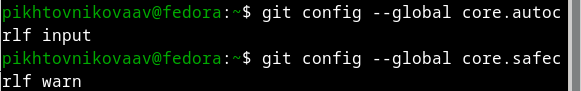 pikhtovnikovaav@fedora:~$ git config --global core.autoc
rlf input
pikhtovnikovaav@fedora:~$ git config --global core.safec
rlf warn